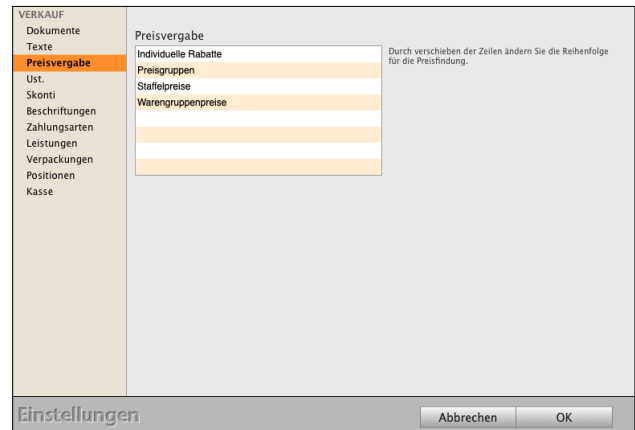 VERKAUF
Dokumente
Texte
Preisvergabe
Ust.
Skonti
Beschriftungen
Zahlungsarten
Leistungen
Verpackungen
Positionen
Kasse
Preisvergabe
Individuelle Rabatte
Preisgruppen
Staffelpreise
Warengruppenpreise
Durch verschieben der Zeilen ändern Sie die Reihenfolge
für die Preisfindung.
Einstellungen
Abbrechen
OK